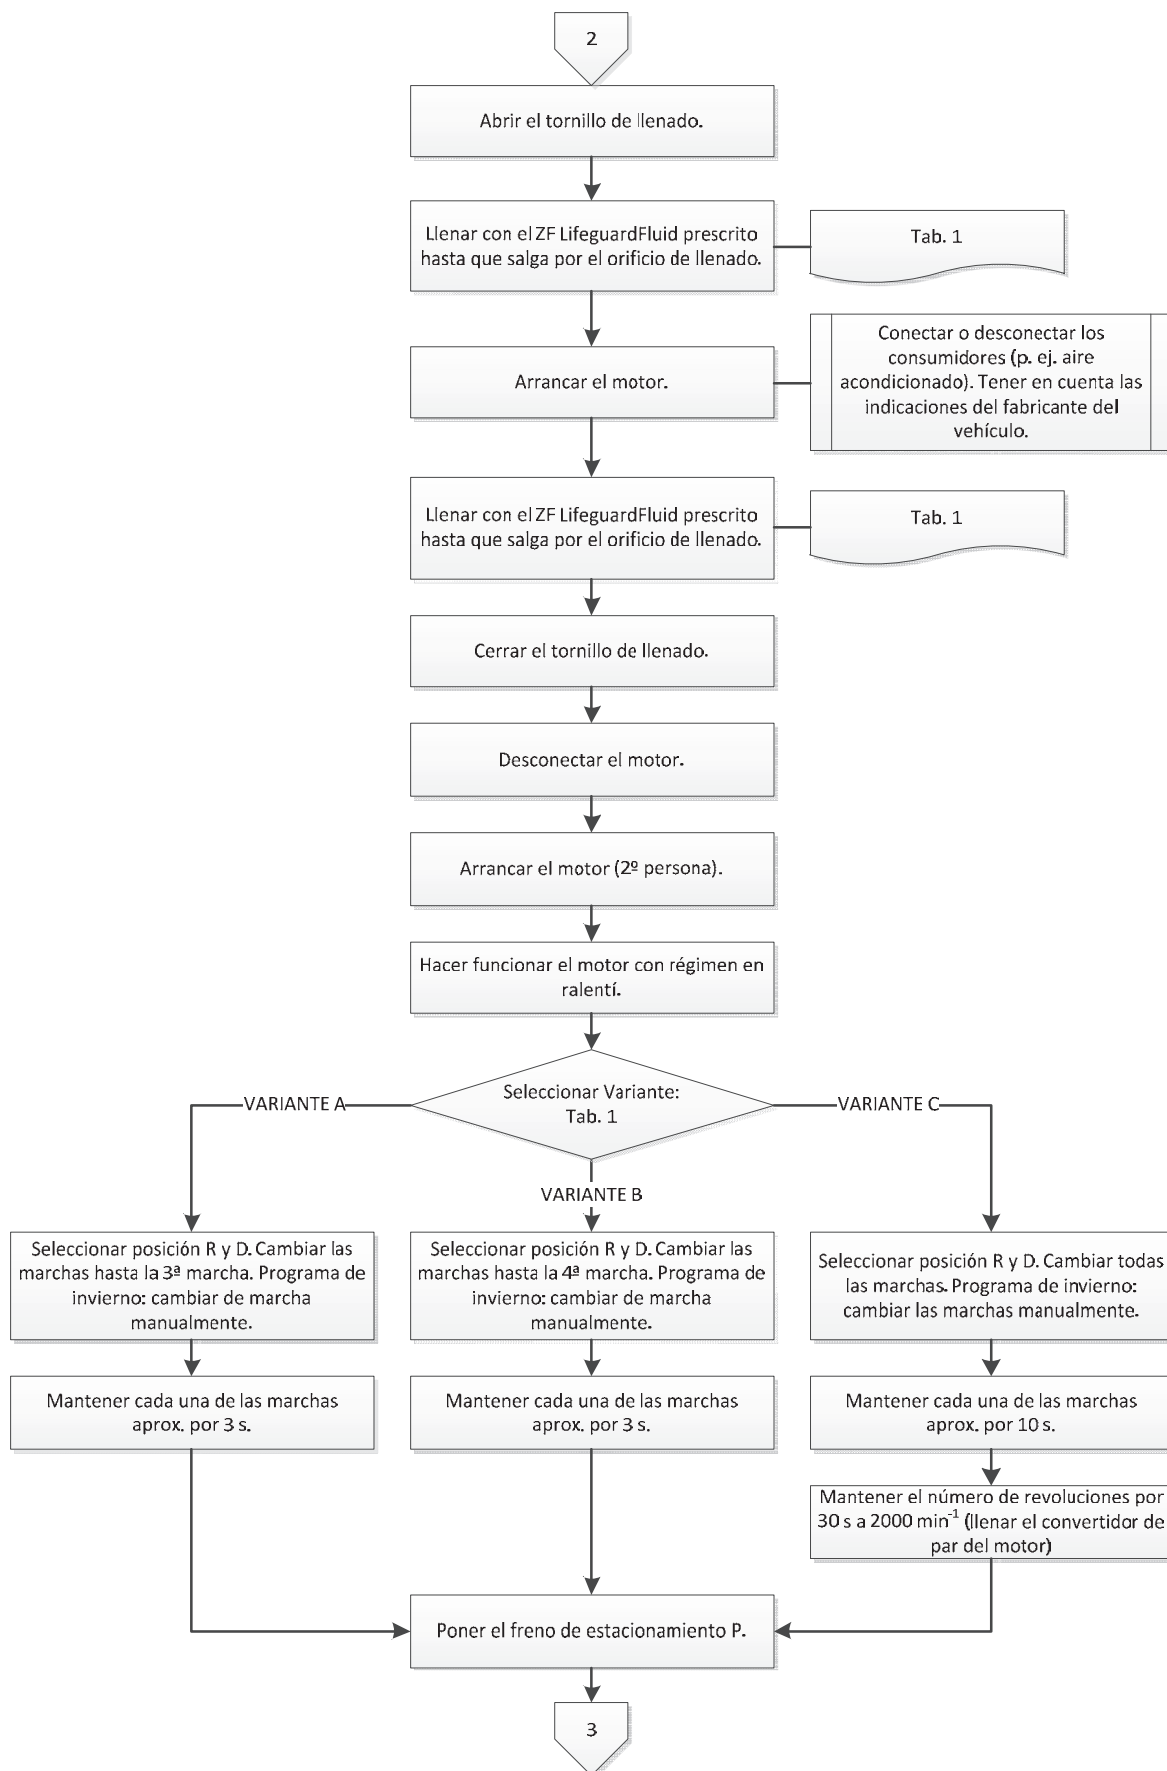 2
Abrir el tornillo de llenado.
Llenar con el ZF LifeguardFluid prescrito
hasta que salga por el orificio de llenado.
Tab. 1
Arrancar el motor.
Conectar o desconectar los
consumidores (p. ej. aire
acondicionado). Tener en cuenta las
indicaciones del fabricante del
vehículo.
Llenar con el ZF LifeguardFluid prescrito
hasta que salga por el orificio de llenado.
Tab. 1
Cerrar el tornillo de llenado.
Desconectar el motor.
Arrancar el motor (2º persona).
Hacer funcionar el motor con régimen en
ralentí.
Seleccionar Variante:
Tab. 1
VARIANTE A
VARIANTE B
VARIANTE C
Seleccionar posición R y D. Cambiar las
marchas hasta la 3ª marcha. Programa de
invierno: cambiar de marcha
manualmente.
Seleccionar posición R y D. Cambiar las
marchas hasta la 4ª marcha. Programa de
invierno: cambiar de marcha
manualmente.
Seleccionar posición R y D. Cambiar todas
las marchas. Programa de invierno:
cambiar las marchas manualmente.
Mantener cada una de las marchas
aprox. por 3 s.
Mantener cada una de las marchas
aprox. por 3 s.
Mantener cada una de las marchas
aprox. por 10 s.
Mantener el número de revoluciones por
30 s a 2000 min⁻¹ (llenar el convertidor de
par del motor)
Poner el freno de estacionamiento P.
3